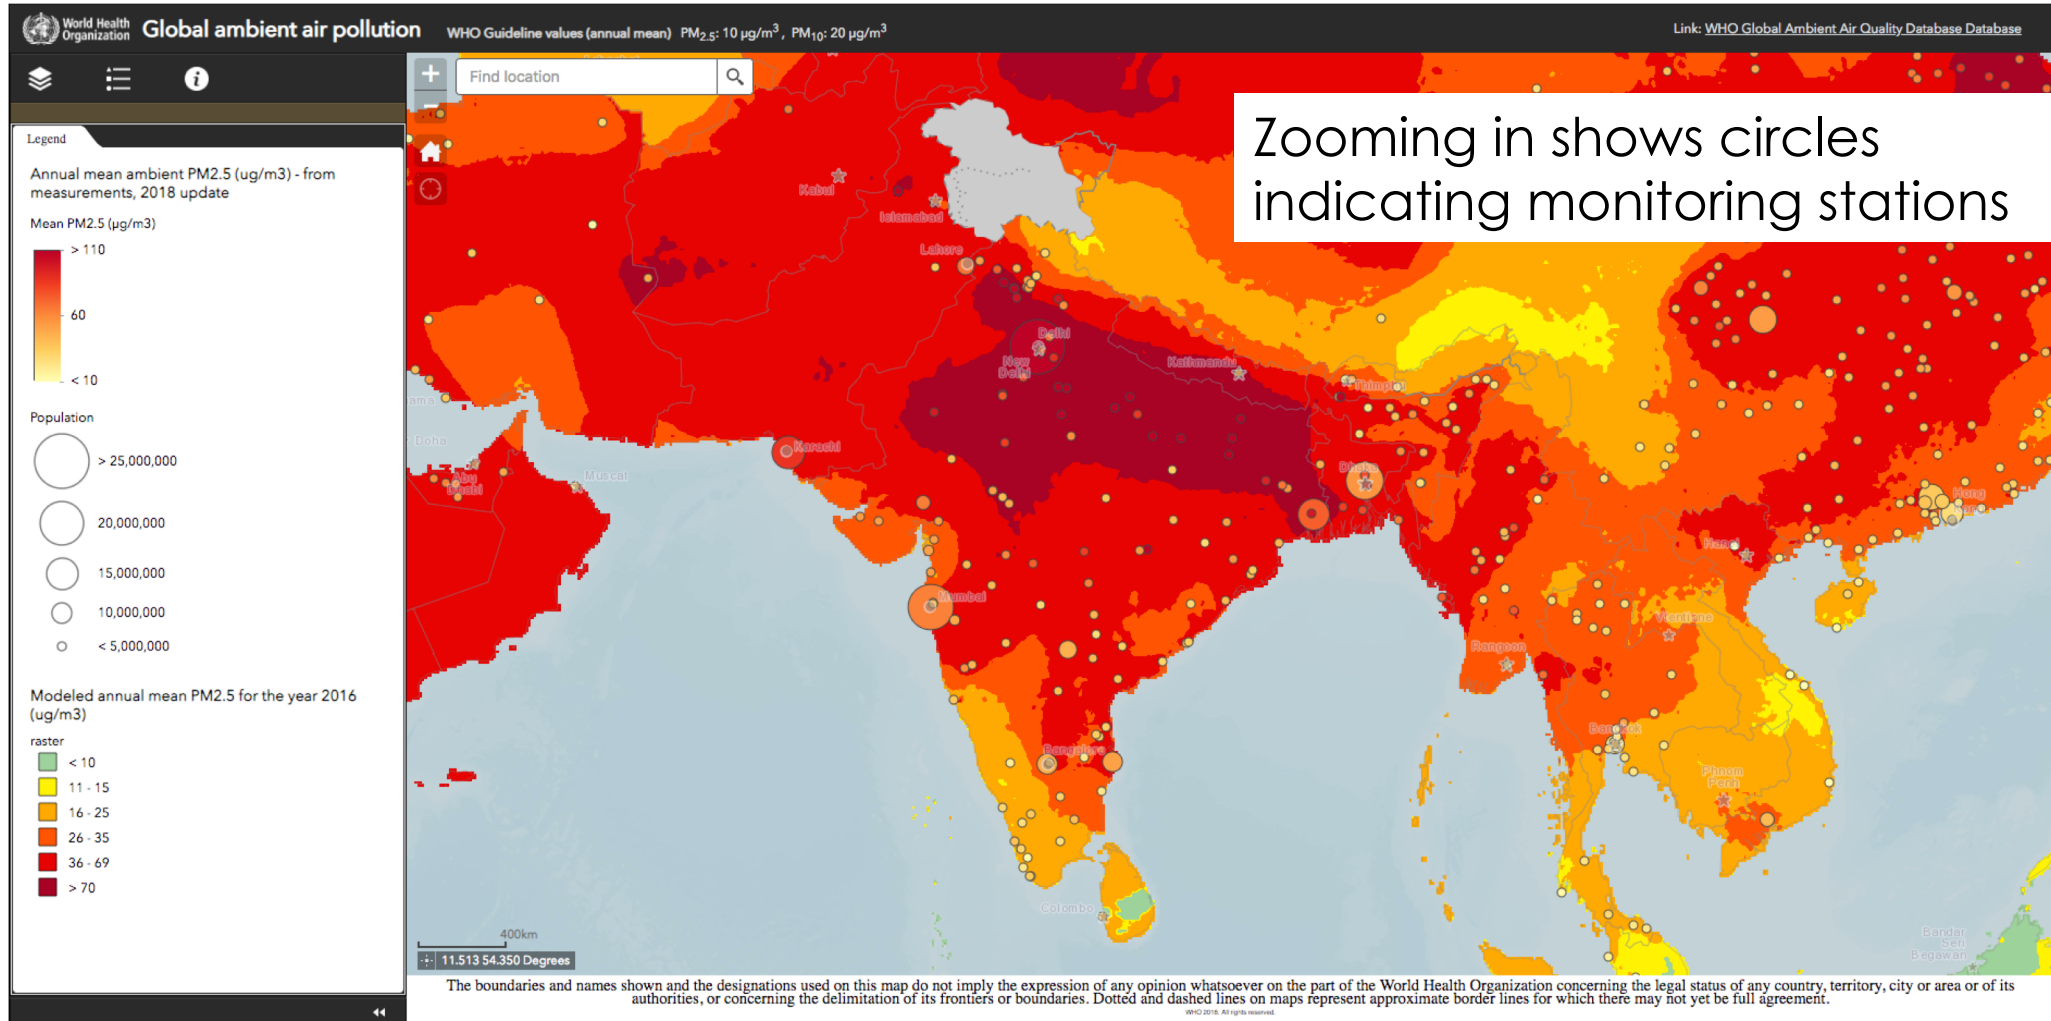 World Health
Organization
Global ambient air pollution
WHO Guideline values (annual mean) PM2.5: 10 µg/m3 , PM10: 20 µg/m3
Link: WHO Global Ambient Air Quality Database Database
Find location
Zooming in shows circles
indicating monitoring stations
Legend
Annual mean ambient PM2.5 (ug/m3) - from
measurements, 2018 update
Mean PM2.5 (µg/m3)
> 110
60
< 10
Population
> 25,000,000
20,000,000
15,000,000
10,000,000
< 5,000,000
Modeled annual mean PM2.5 for the year 2016
(ug/m3)
raster
< 10
11 - 15
16 - 25
26 - 35
36 - 69
> 70
Kabul
Islamabad
Lahore
Delhi
New
Delhi
Kathmandu
Thimphu
ama
Doha
Abu
Dhabi
Muscat
Karachi
Dhaka
Hong
Hanoi
Mumbai
Vientiane
Rangoon
Bangalore
Bangkok
Phnom
Penh
Colombo
Bandar
Seri
Begawan
400km
11.513 54.350 Degrees
The boundaries and names shown and the designations used on this map do not imply the expression of any opinion whatsoever on the part of the World Health Organization concerning the legal status of any country, territory, city or area or of its
authorities, or concerning the delimitation of its frontiers or boundaries. Dotted and dashed lines on maps represent approximate border lines for which there may not yet be full agreement.
WHO 2018. All rights reserved.